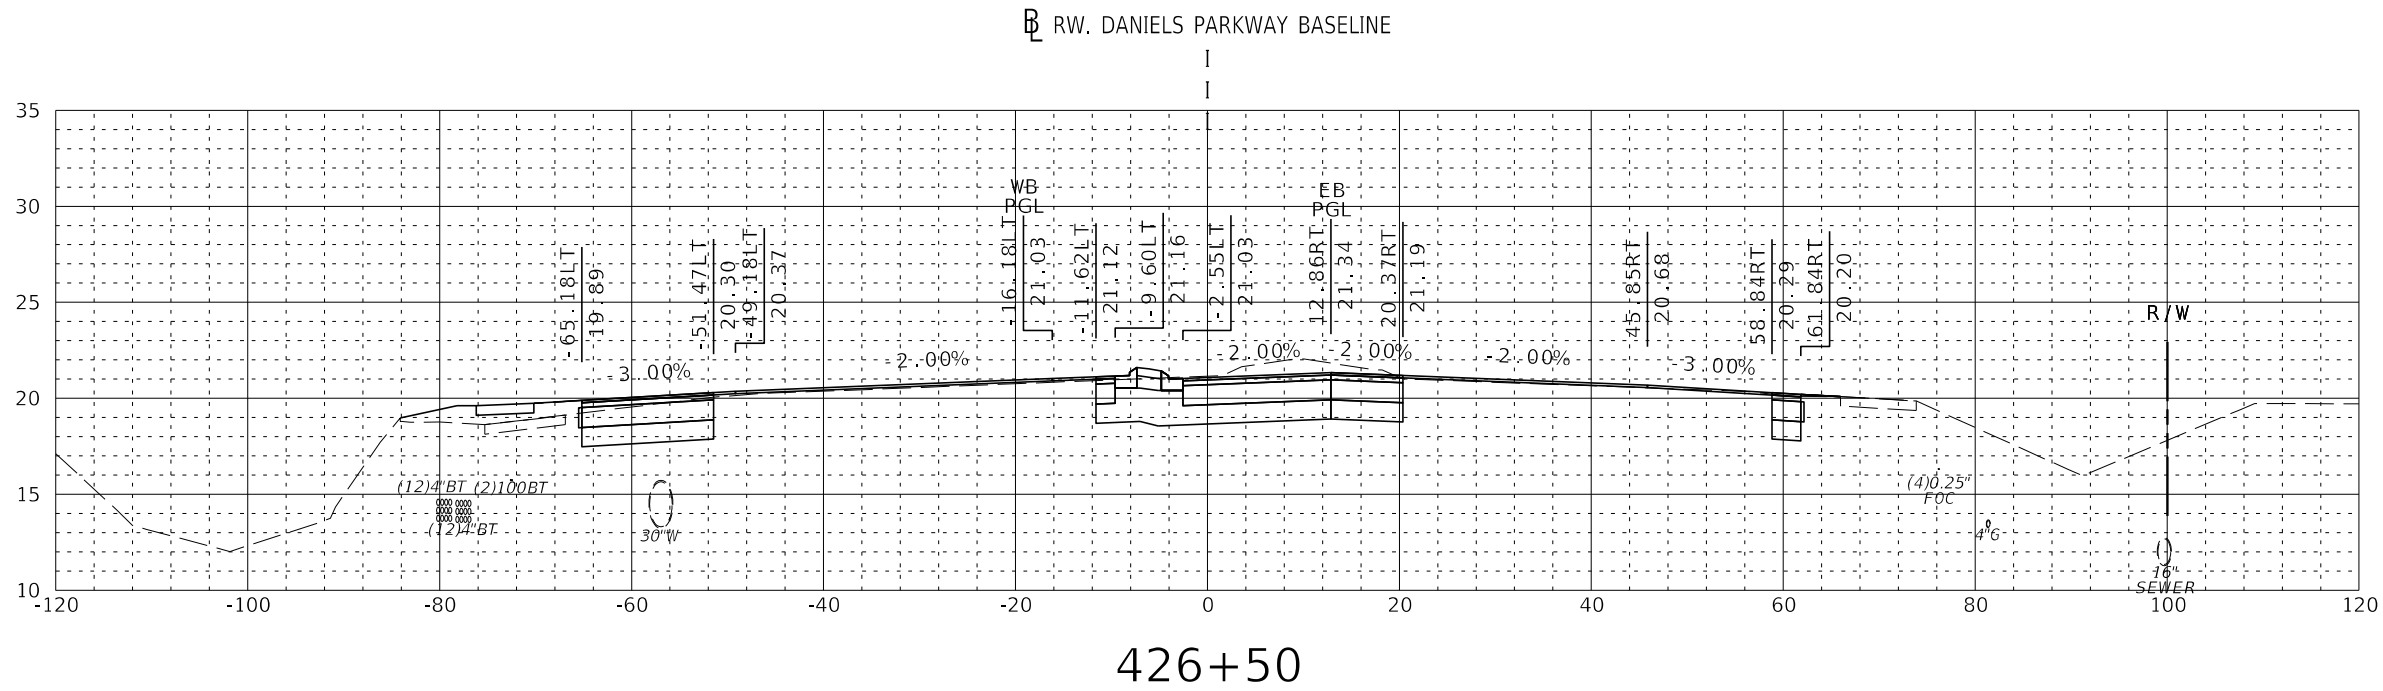 BL RW. DANIELS PARKWAY BASELINE
35
30
25
20
15
10
WB
PGL
EB
PGL
-65.18LT
19.89
-51.47LT
20.30
-49.18LT
20.37
-16.18LT
21.03
-11.62LT
21.12
-9.60LT
21.16
-2.55LT
21.03
12.86RT
21.34
20.37RT
21.19
45.85RT
20.68
58.84RT
20.29
61.84RT
20.20
R/W
-3.00%
-2.00%
-2.00%
-2.00%
-2.00%
-3.00%
(12)4"BT
(2)100BT
(12)4"BT
30"W
(4)0.25"
FOC
4"G
16"
SEWER
-120
-100
-80
-60
-40
-20
0
20
40
60
80
100
120
426+50